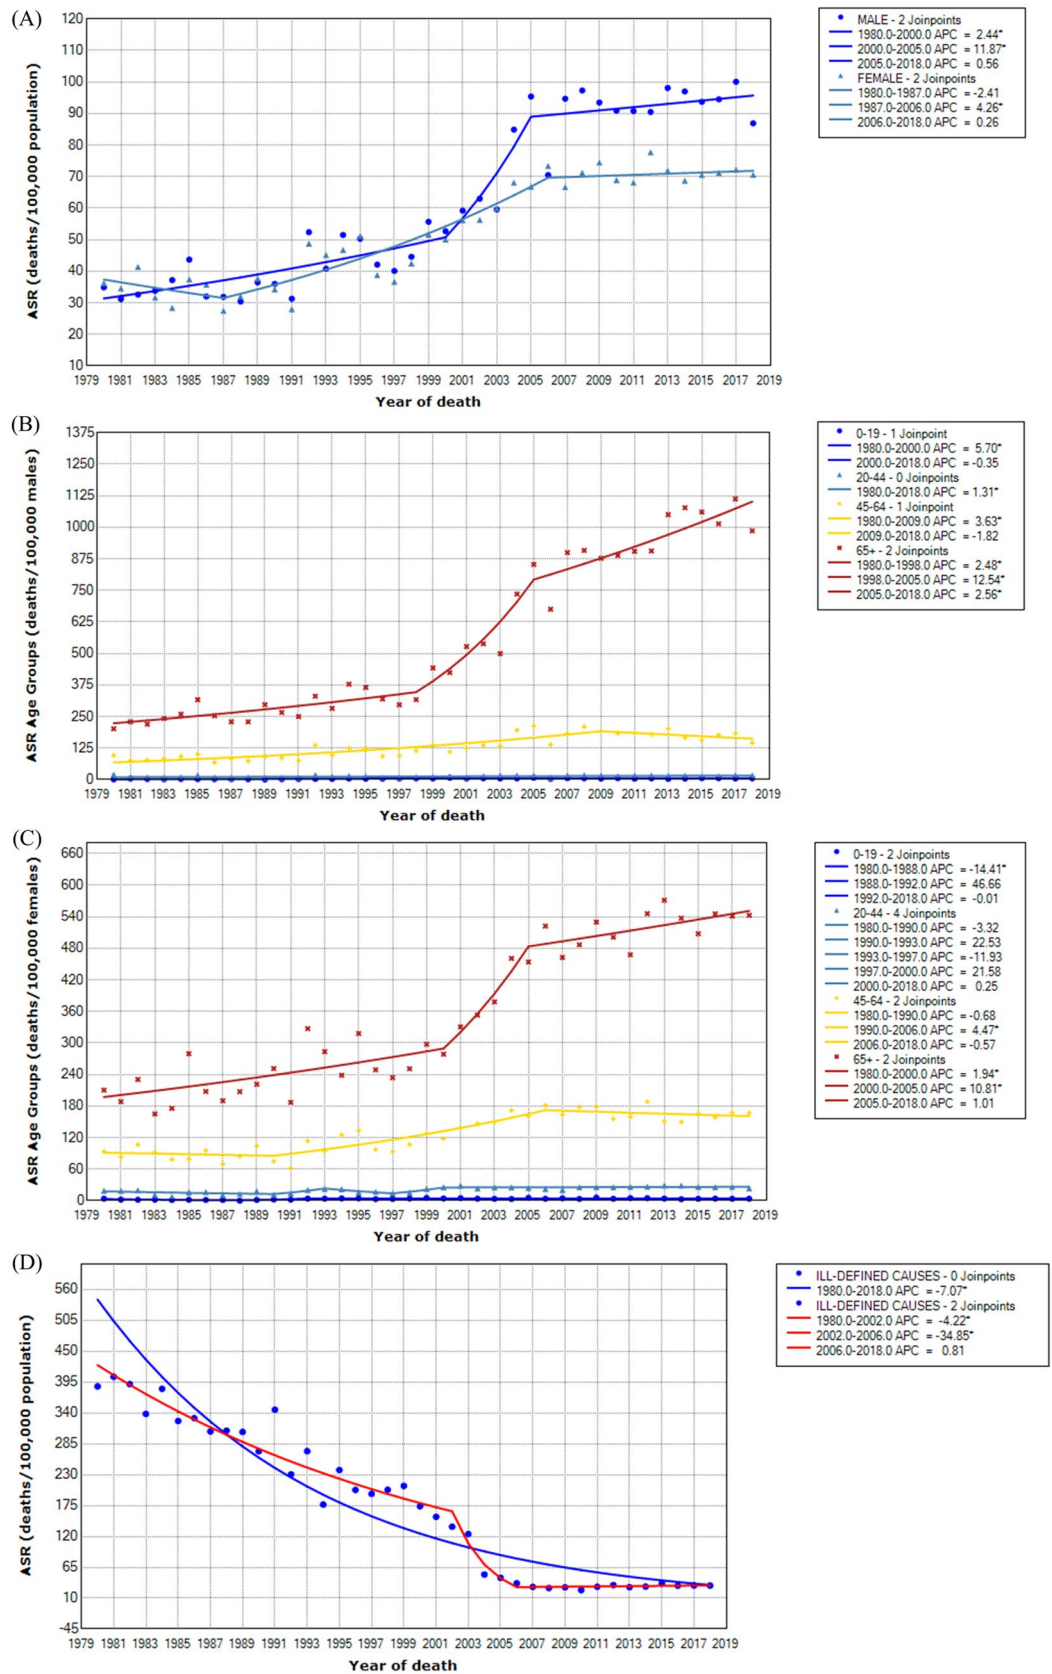 (A)
ASR (deaths/100,000 population)
120
110
100
90
80
70
60
50
40
30
20
10
1979 1981 1983 1985 1987 1989 1991 1993 1995 1997 1999 2001 2003 2005 2007 2009 2011 2013 2015 2017 2019
Year of death
MALE - 2 Joinpoints
1980.0-2000.0 APC = 2.44*
2000.0-2005.0 APC = 11.87*
2005.0-2018.0 APC = 0.56
FEMALE - 2 Joinpoints
1980.0-1987.0 APC = -2.41
1987.0-2006.0 APC = 4.26*
2006.0-2018.0 APC = 0.26
(B)
ASR Age Groups (deaths/100,000 males)
1375
1250
1125
1000
875
750
625
500
375
250
125
0
1979 1981 1983 1985 1987 1989 1991 1993 1995 1997 1999 2001 2003 2005 2007 2009 2011 2013 2015 2017 2019
Year of death
0-19 - 1 Joinpoint
1980.0-2000.0 APC = 5.70*
2000.0-2018.0 APC = -0.35
20-44 - 0 Joinpoints
1980.0-2018.0 APC = 1.31*
45-64 - 1 Joinpoint
1980.0-2009.0 APC = 3.63*
2009.0-2018.0 APC = -1.82
65+ - 2 Joinpoints
1980.0-1998.0 APC = 2.48*
1998.0-2005.0 APC = 12.54*
2005.0-2018.0 APC = 2.56*
(C)
ASR Age Groups (deaths/100,000 females)
660
600
540
480
420
360
300
240
180
120
60
0
1979 1981 1983 1985 1987 1989 1991 1993 1995 1997 1999 2001 2003 2005 2007 2009 2011 2013 2015 2017 2019
Year of death
0-19 - 2 Joinpoints
1980.0-1988.0 APC = -14.41*
1988.0-1992.0 APC = 46.66
1992.0-2018.0 APC = -0.01
20-44 - 4 Joinpoints
1980.0-1990.0 APC = -3.32
1990.0-1993.0 APC = 22.53
1993.0-1997.0 APC = -11.93
1997.0-2000.0 APC = 21.58
2000.0-2018.0 APC = 0.25
45-64 - 2 Joinpoints
1980.0-1990.0 APC = -0.68
1990.0-2006.0 APC = 4.47*
2006.0-2018.0 APC = -0.57
65+ - 2 Joinpoints
1980.0-2000.0 APC = 1.94*
2000.0-2005.0 APC = 10.81*
2005.0-2018.0 APC = 1.01
(D)
ASR (deaths/100,000 population)
560
505
450
395
340
285
230
175
120
65
10
-45
1979 1981 1983 1985 1987 1989 1991 1993 1995 1997 1999 2001 2003 2005 2007 2009 2011 2013 2015 2017 2019
Year of death
ILL-DEFINED CAUSES - 0 Joinpoints
1980.0-2018.0 APC = -7.07*
ILL-DEFINED CAUSES - 2 Joinpoints
1980.0-2002.0 APC = -4.22*
2002.0-2006.0 APC = -34.85*
2006.0-2018.0 APC = 0.81